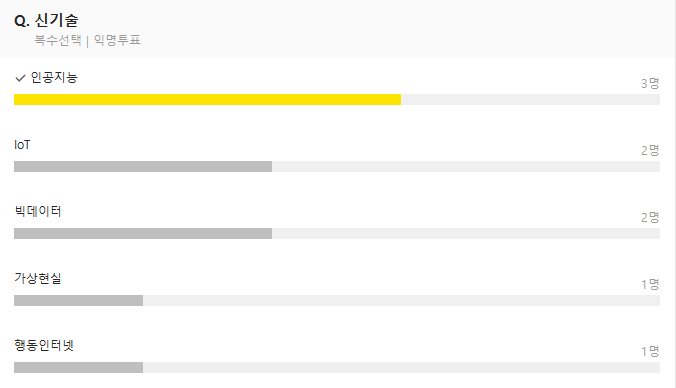 Q. 신기술
복수선택 | 익명투표
인공지능
3명
IoT
2명
빅데이터
2명
가상현실
1명
행동인터넷
1명